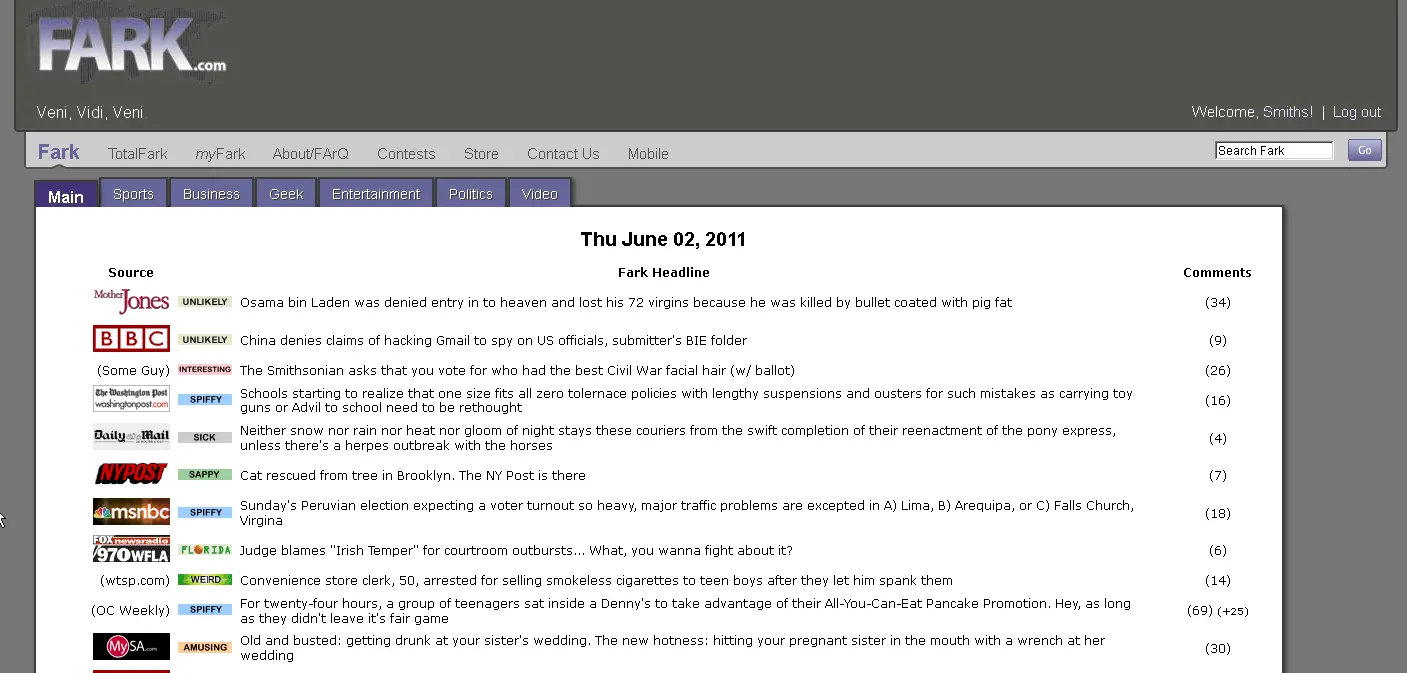 FARK.com
Veni, Vidi, Veni.
Welcome, Smiths! | Log out
Fark TotalFark myFark About/FArQ Contests Store Contact Us Mobile Search Fark Go
Main Sports Business Geek Entertainment Politics Video
Thu June 02, 2011
Source Fark Headline Comments
Mother Jones UNLIKELY Osama bin Laden was denied entry in to heaven and lost his 72 virgins because he was killed by bullet coated with pig fat (34)
BBC UNLIKELY China denies claims of hacking Gmail to spy on US officials, submitter's BIE folder (9)
(Some Guy) INTERESTING The Smithsonian asks that you vote for who had the best Civil War facial hair (w/ ballot) (26)
The Washington Post
washingtonpost.com SPIFFY Schools starting to realize that one size fits all zero tolernace policies with lengthy suspensions and ousters for such mistakes as carrying toy
guns or Advil to school need to be rethought (16)
Daily Mail SICK Neither snow nor rain nor heat nor gloom of night stays these couriers from the swift completion of their reenactment of the pony express,
unless there's a herpes outbreak with the horses (4)
NYPOST SAPPY Cat rescued from tree in Brooklyn. The NY Post is there (7)
msnbc SPIFFY Sunday's Peruvian election expecting a voter turnout so heavy, major traffic problems are excepted in A) Lima, B) Arequipa, or C) Falls Church,
Virgina (18)
FOX newsradio
970WFLA FLORIDA Judge blames "Irish Temper" for courtroom outbursts... What, you wanna fight about it? (6)
(wtsp.com) WEIRD Convenience store clerk, 50, arrested for selling smokeless cigarettes to teen boys after they let him spank them (14)
(OC Weekly) SPIFFY For twenty-four hours, a group of teenagers sat inside a Denny's to take advantage of their All-You-Can-Eat Pancake Promotion. Hey, as long
as they didn't leave it's fair game (69) (+25)
MySA.com AMUSING Old and busted: getting drunk at your sister's wedding. The new hotness: hitting your pregnant sister in the mouth with a wrench at her
wedding (30)